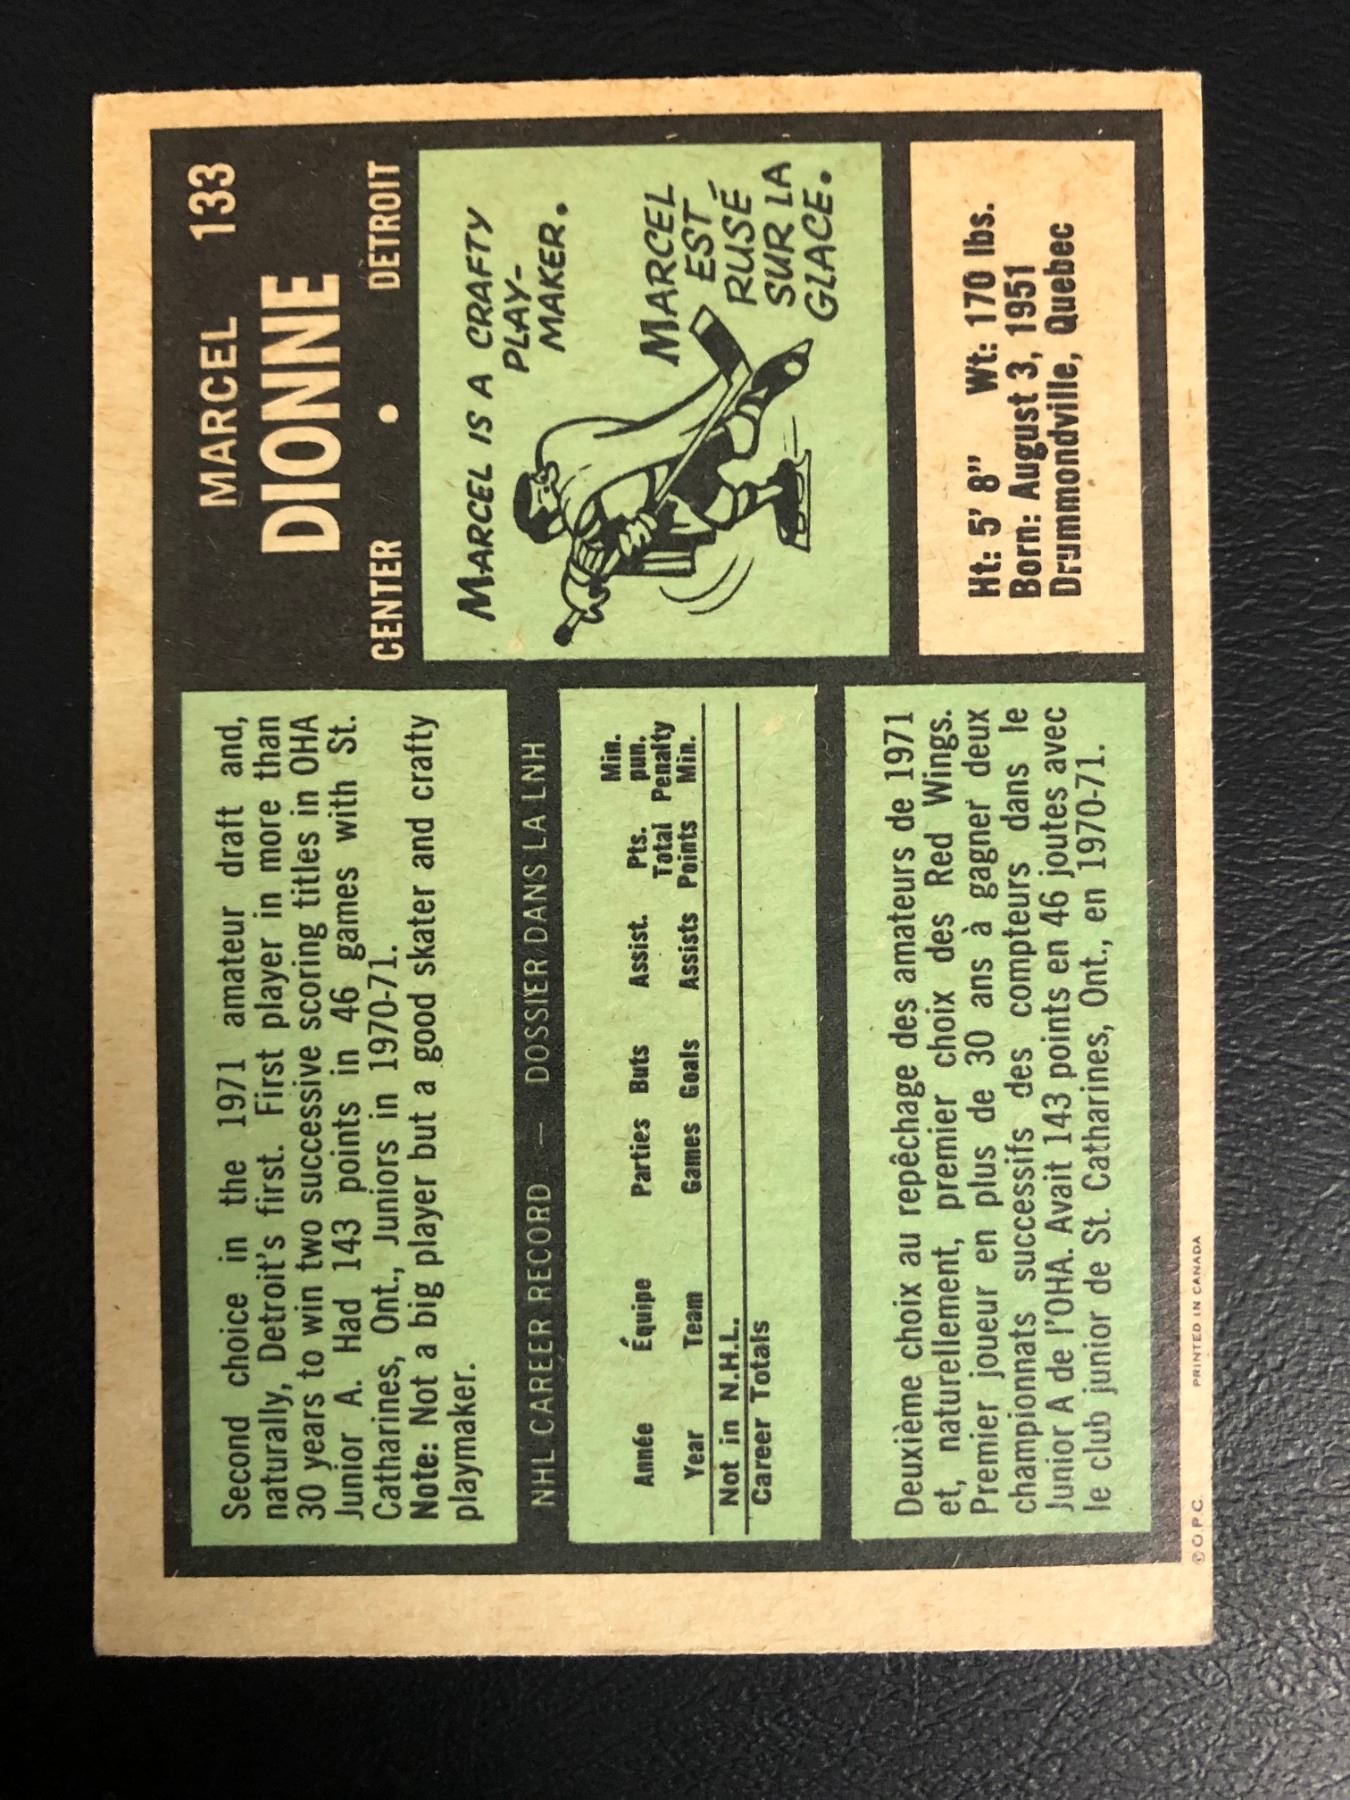 Second choice in the 1971 amateur draft and,
naturally, Detroit's first. First player in more than
30 years to win two successive scoring titles in OHA
Junior A. Had 143 points in 46 games with St.
Catharines, Ont., Juniors in 1970-71.
Note: Not a big player but a good skater and crafty
playmaker.
MARCEL 133
DIONNE
CENTER • DETROIT
MARCEL IS A CRAFTY
PLAY-
MAKER.
MARCEL
EST
RUSÉ
SUR LA
GLACE.
NHL CAREER RECORD — DOSSIER DANS LA LNH
Min.
Année Équipe Parties Buts Assist. Pts. pun.
Total Penalty
Year Team Games Goals Assists Points Min.
Not in N.H.L.
Career Totals
Deuxième choix au repêchage des amateurs de 1971
et, naturellement, premier choix des Red Wings.
Premier joueur en plus de 30 ans à gagner deux
championnats successifs des compteurs dans le
Junior A de l'OHA. Avait 143 points en 46 joutes avec
le club junior de St. Catharines, Ont., en 1970-71.
Ht: 5' 8" Wt: 170 lbs.
Born: August 3, 1951
Drummondville, Quebec
© O.P.C. PRINTED IN CANADA